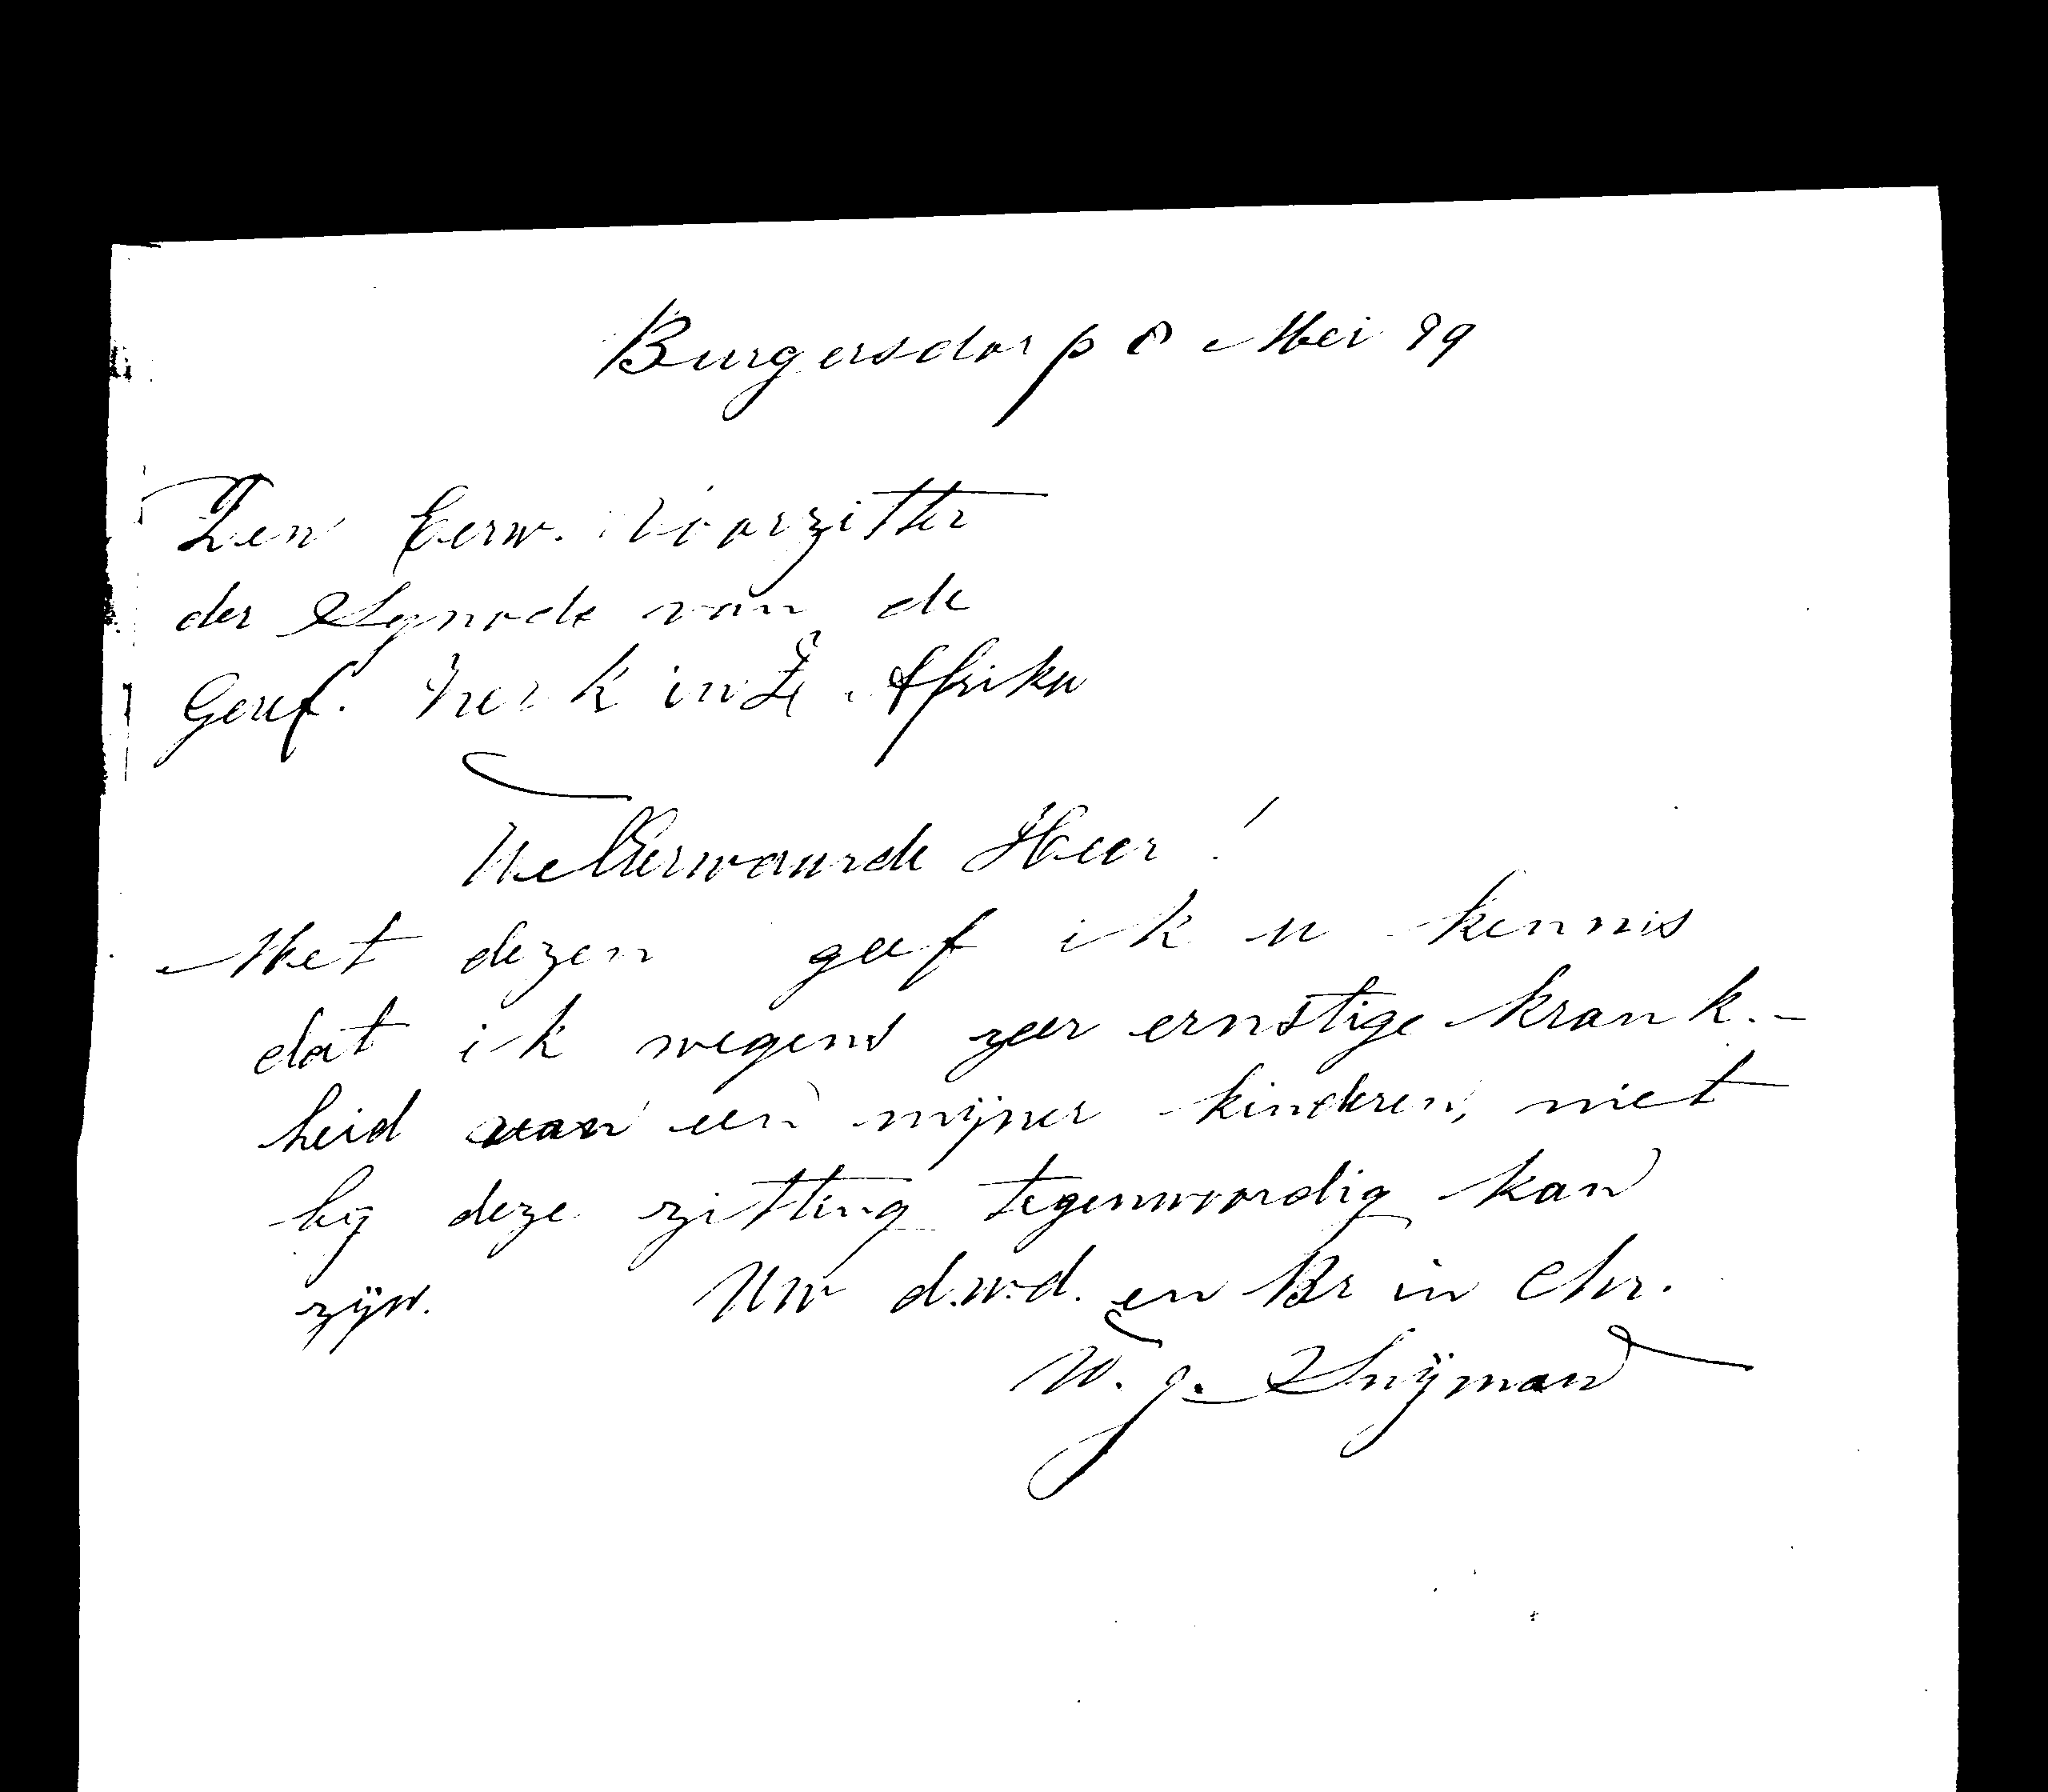 Burgersdorp 8 Mei 99
Den Eerw. Voorzitter
der Synode van de
Geref. Kerk in Z. Afrika
WelEerwaarde Heer!
Met dezen geef ik u kennis
dat ik wegens zeer ernstige krank-
heid van een mijner kinderen, niet
bij deze zitting tegenwoordig kan
zijn. Uw d.w.d. en Br in Chr.
W. J. Snijman